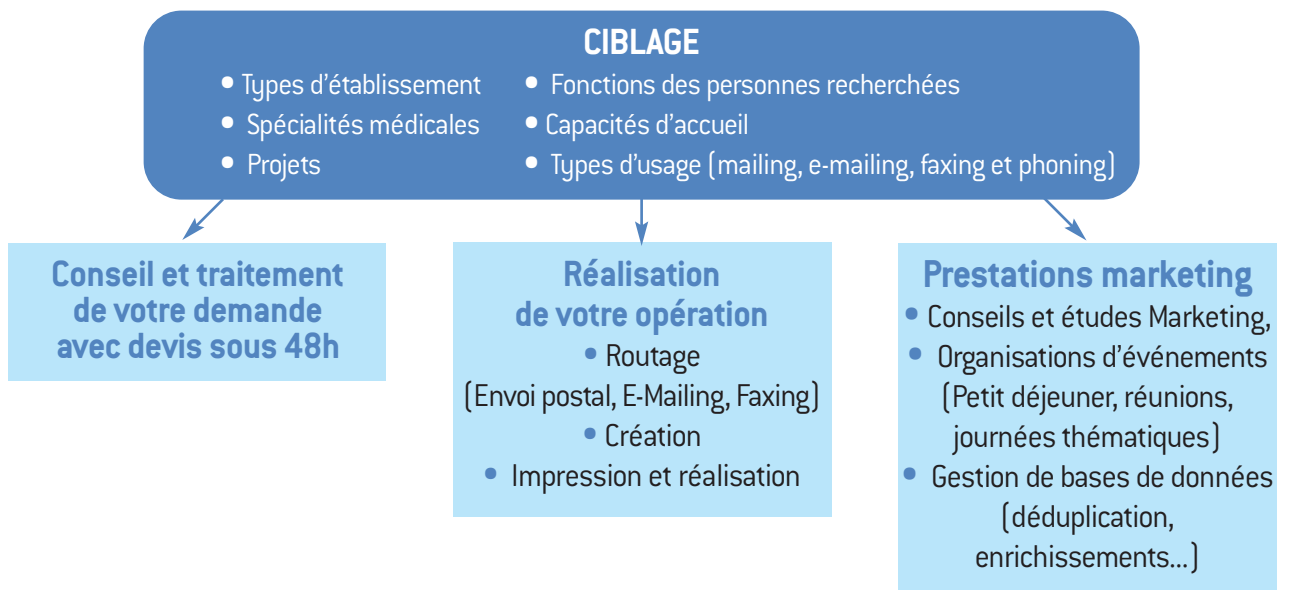 CIBLAGE
• Types d’établissement
• Spécialités médicales
• Projets
• Fonctions des personnes recherchées
• Capacités d’accueil
• Types d’usage (mailing, e-mailing, faxing et phoning)
Conseil et traitement
de votre demande
avec devis sous 48h
Réalisation
de votre opération
• Routage
(Envoi postal, E-Mailing, Faxing)
• Création
• Impression et réalisation
Prestations marketing
• Conseils et études Marketing,
• Organisations d’événements
(Petit déjeuner, réunions,
journées thématiques)
• Gestion de bases de données
(déduplication,
enrichissements...)